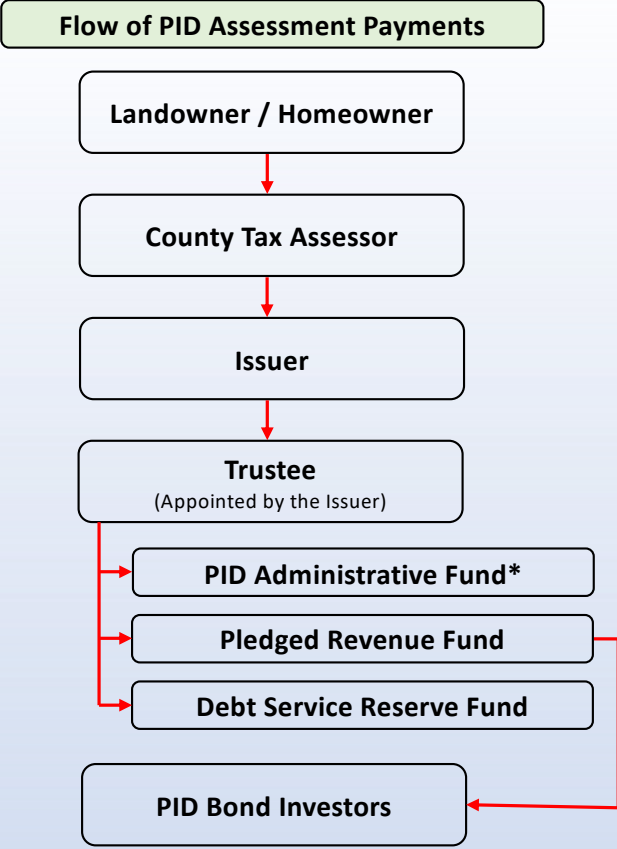 Flow of PID Assessment Payments
Landowner / Homeowner
County Tax Assessor
Issuer
Trustee
(Appointed by the Issuer)
PID Administrative Fund*
Pledged Revenue Fund
Debt Service Reserve Fund
PID Bond Investors